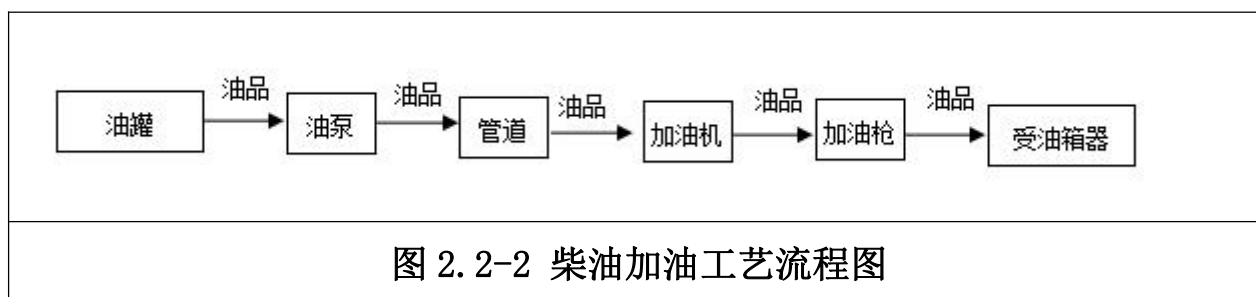 油品 油品 油品 油品 油品
油罐 油泵 管道 加油机 加油枪 受油箱器
图 2.2-2 柴油加油工艺流程图